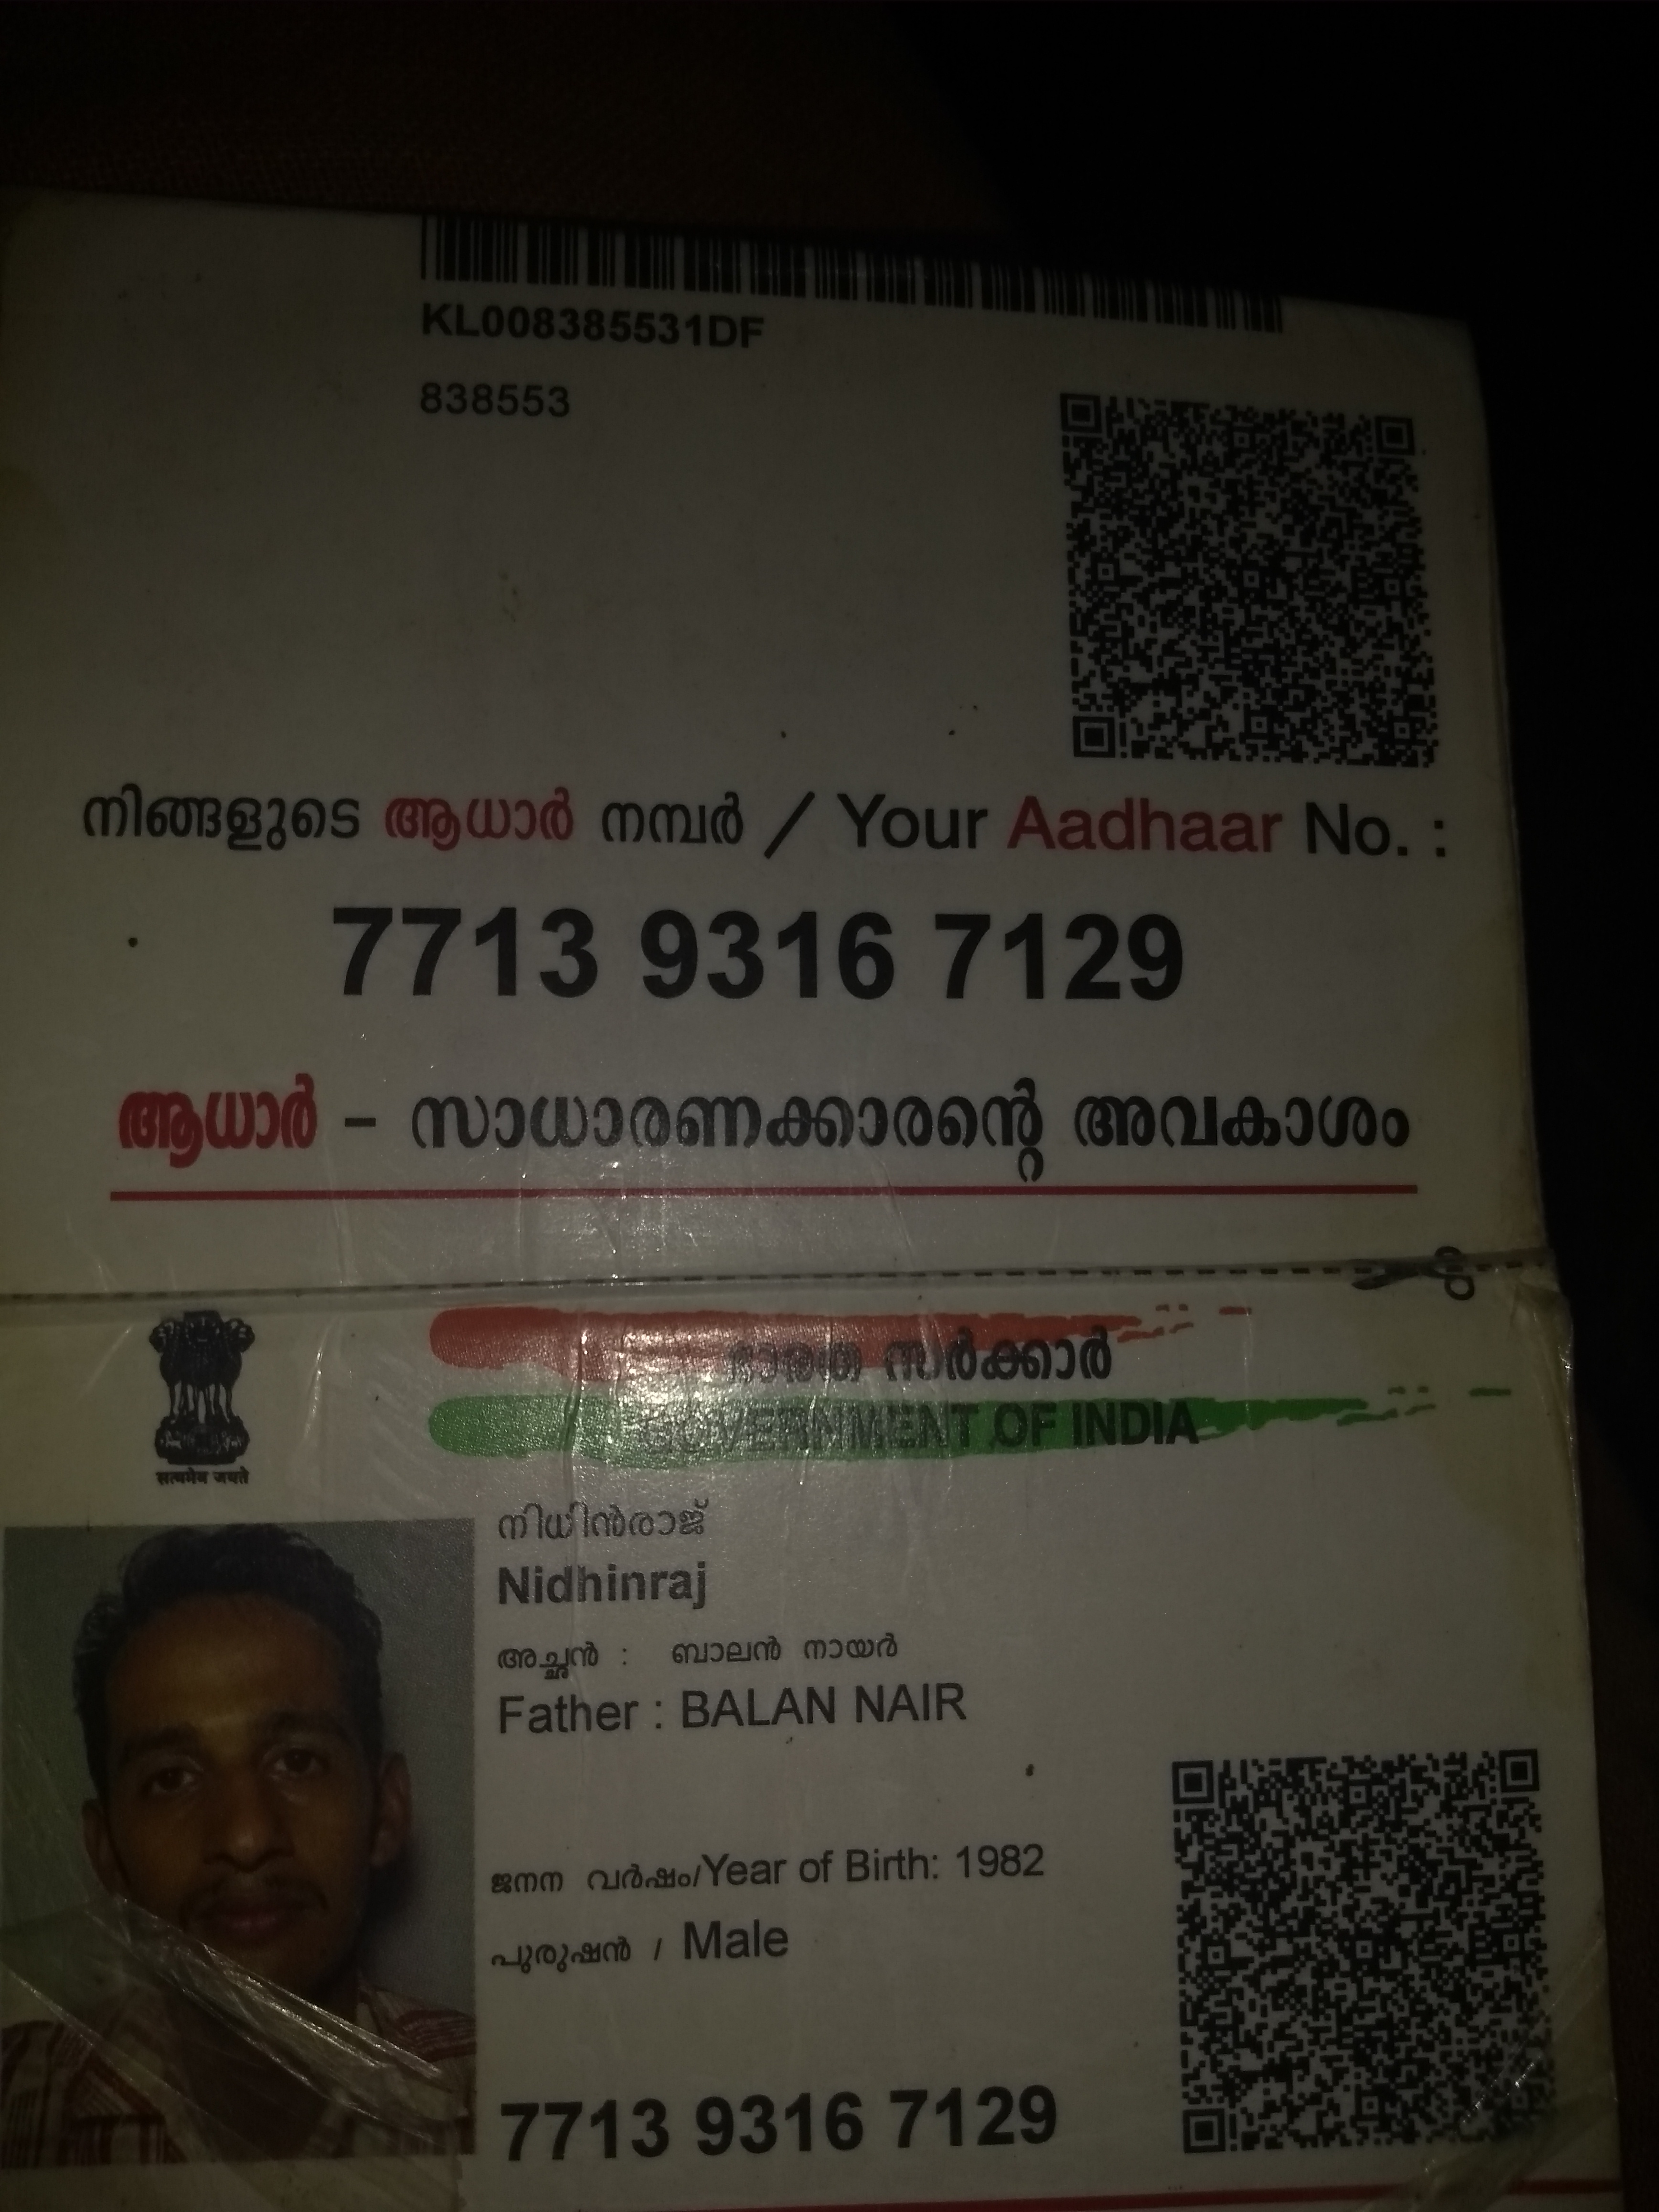 KL008385531DF
838553
നിങ്ങളുടെ ആധാർ നമ്പർ / Your Aadhaar No. :
7713 9316 7129
ആധാർ – സാധാരണക്കാരന്റെ അവകാശം
सत्यमेव जयते
ഭാരത സർക്കാർ
GOVERNMENT OF INDIA
നിധിൻരാജ്
Nidhinraj
അച്ഛൻ : ബാലൻ നായർ
Father : BALAN NAIR
ജനന വർഷം/Year of Birth: 1982
പുരുഷൻ / Male
7713 9316 7129